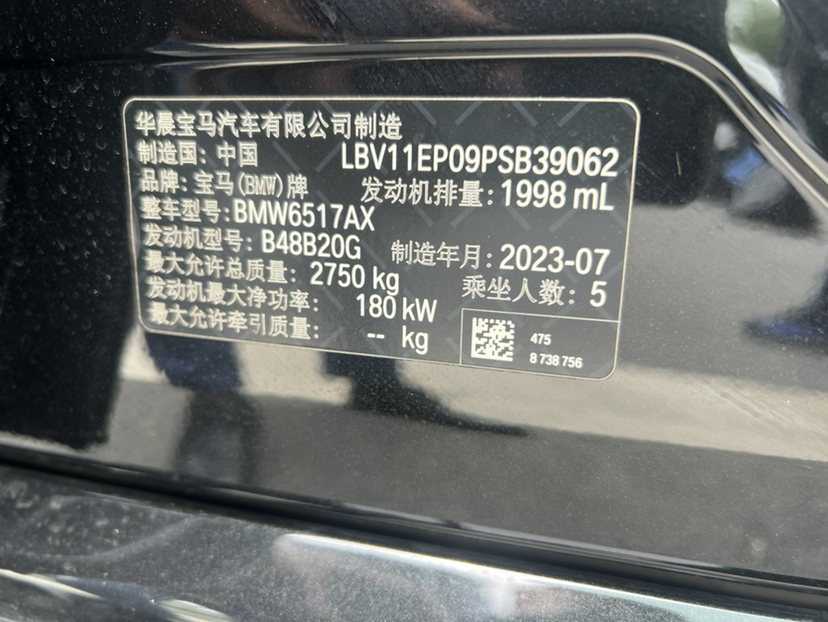 华晨宝马汽车有限公司制造
制造国: 中国 LBV11EP09PSB39062
品牌: 宝马(BMW)牌 发动机排量: 1998 mL
整车型号: BMW6517AX
发动机型号: B48B20G 制造年月: 2023-07
最大允许总质量: 2750 kg 乘坐人数: 5
发动机最大净功率: 180 kW
最大允许牵引质量: -- kg
475
8 738 756